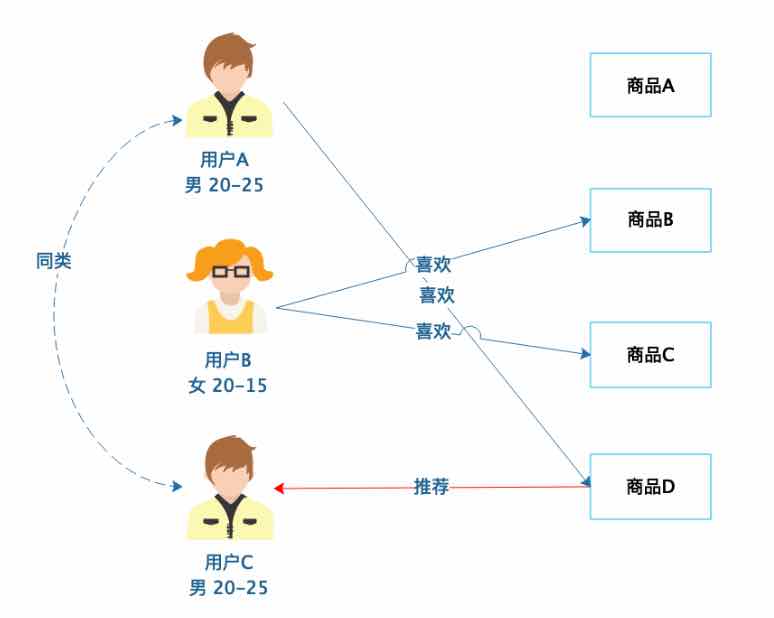 商品A
用户A
男 20-25
商品B
同类
喜欢
喜欢
喜欢
商品C
用户B
女 20-15
推荐
商品D
用户C
男 20-25